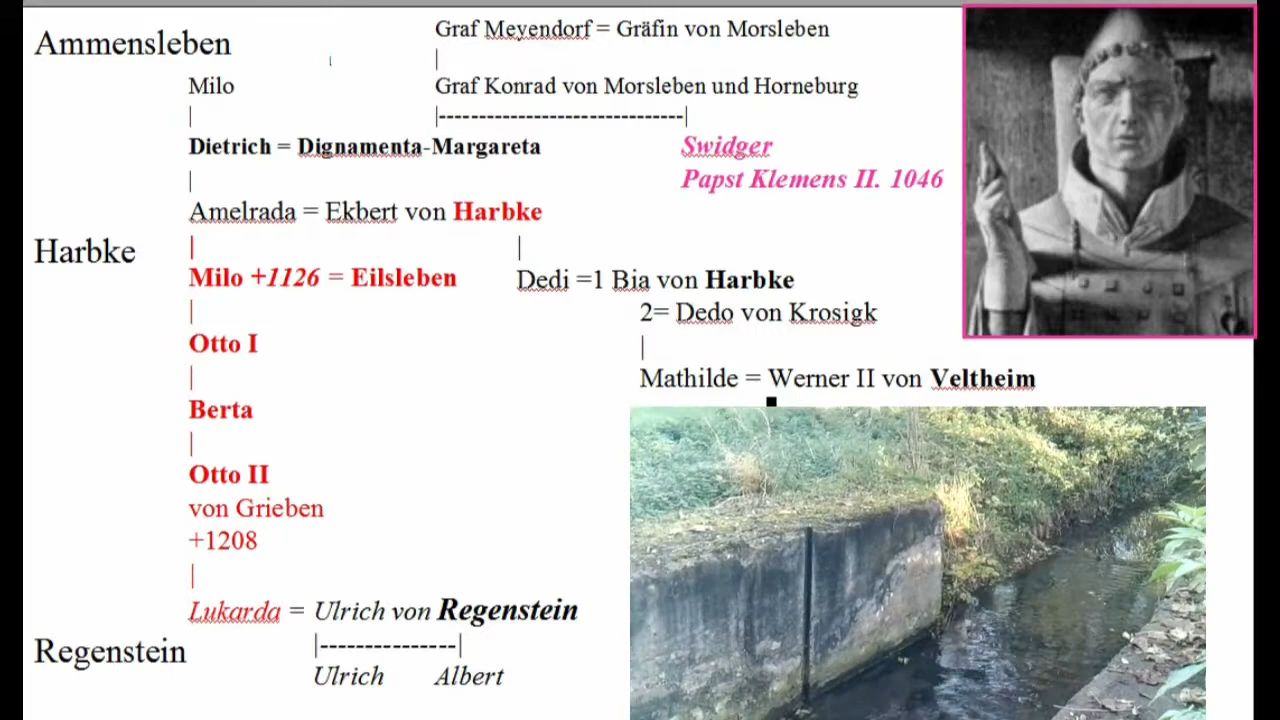 Ammensleben
Graf Meyendorf = Gräfin von Morsleben
|
Milo
Graf Konrad von Morsleben und Horneburg
|
|------------------------------|
Dietrich = Dignamenta-Margareta
Swidger
|
Papst Klemens II. 1046
Amelrada = Ekbert von Harbke
Harbke
|
|
Milo +1126 = Eilsleben
Dedi =1 Bia von Harbke
|
2= Dedo von Krosigk
Otto I
|
|
Mathilde = Werner II von Veltheim
Berta
|
Otto II
von Grieben
+1208
|
Lukarda = Ulrich von Regenstein
Regenstein
|---------------|
Ulrich Albert